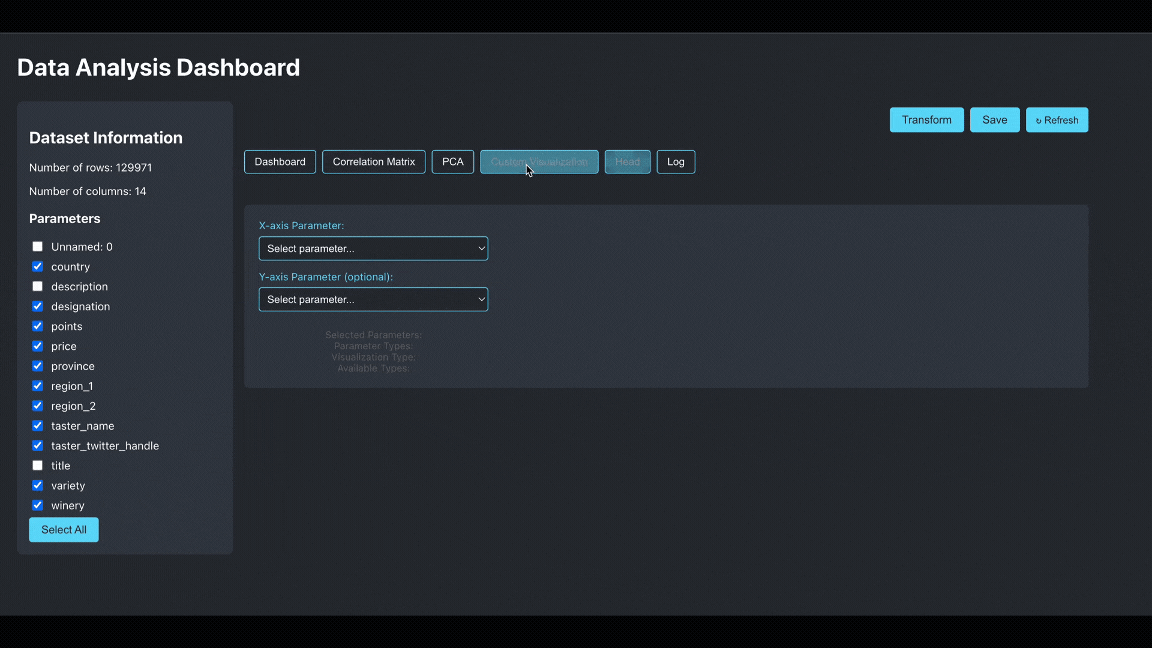 Data Analysis Dashboard
Dataset Information
Number of rows: 129971
Number of columns: 14
Parameters
Unnamed: 0
country
description
designation
points
price
province
region_1
region_2
taster_name
taster_twitter_handle
title
variety
winery
Select All
Transform Save ↻ Refresh
Dashboard Correlation Matrix PCA Custom Visualization Head Log
X-axis Parameter:
Select parameter...
Y-axis Parameter (optional):
Select parameter...
Selected Parameters:
Parameter Types:
Visualization Type:
Available Types: